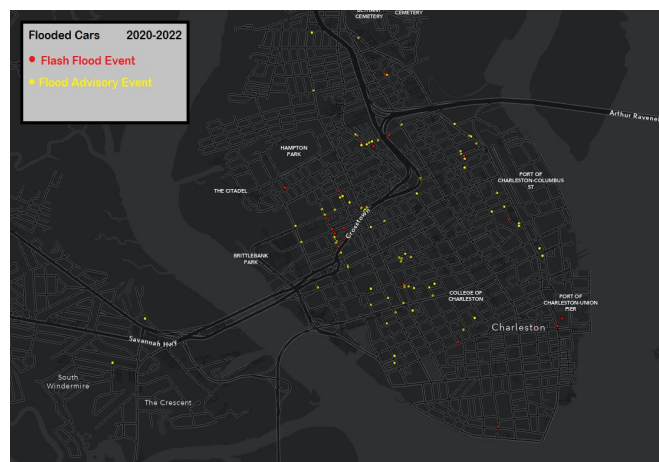 Flooded Cars 2020-2022
Flash Flood Event
Flood Advisory Event
BETHANY
CEMETERY
CEMETERY
Arthur Ravenel
HAMPTON
PARK
THE CITADEL
PORT OF
CHARLESTON-COLUMBUS
ST
Crosstown
BRITTLEBANK
PARK
COLLEGE OF
CHARLESTON
PORT OF
CHARLESTON-UNION
PIER
Charleston
Savannah Hwy
South
Windermire
The Crescent